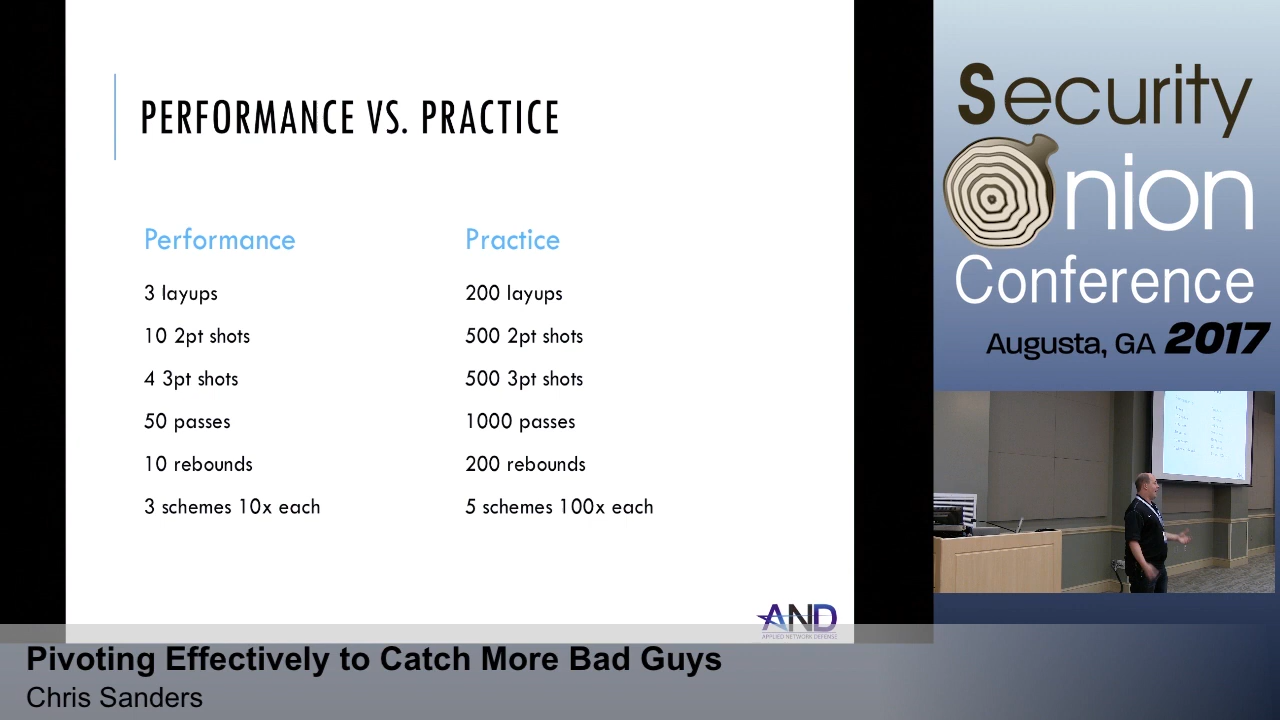 PERFORMANCE VS. PRACTICE
Performance
3 layups
10 2pt shots
4 3pt shots
50 passes
10 rebounds
3 schemes 10x each
Practice
200 layups
500 2pt shots
500 3pt shots
1000 passes
200 rebounds
5 schemes 100x each
AND
APPLIED NETWORK DEFENSE
Security
Onion
Conference
Augusta, GA 2017
Pivoting Effectively to Catch More Bad Guys
Chris Sanders